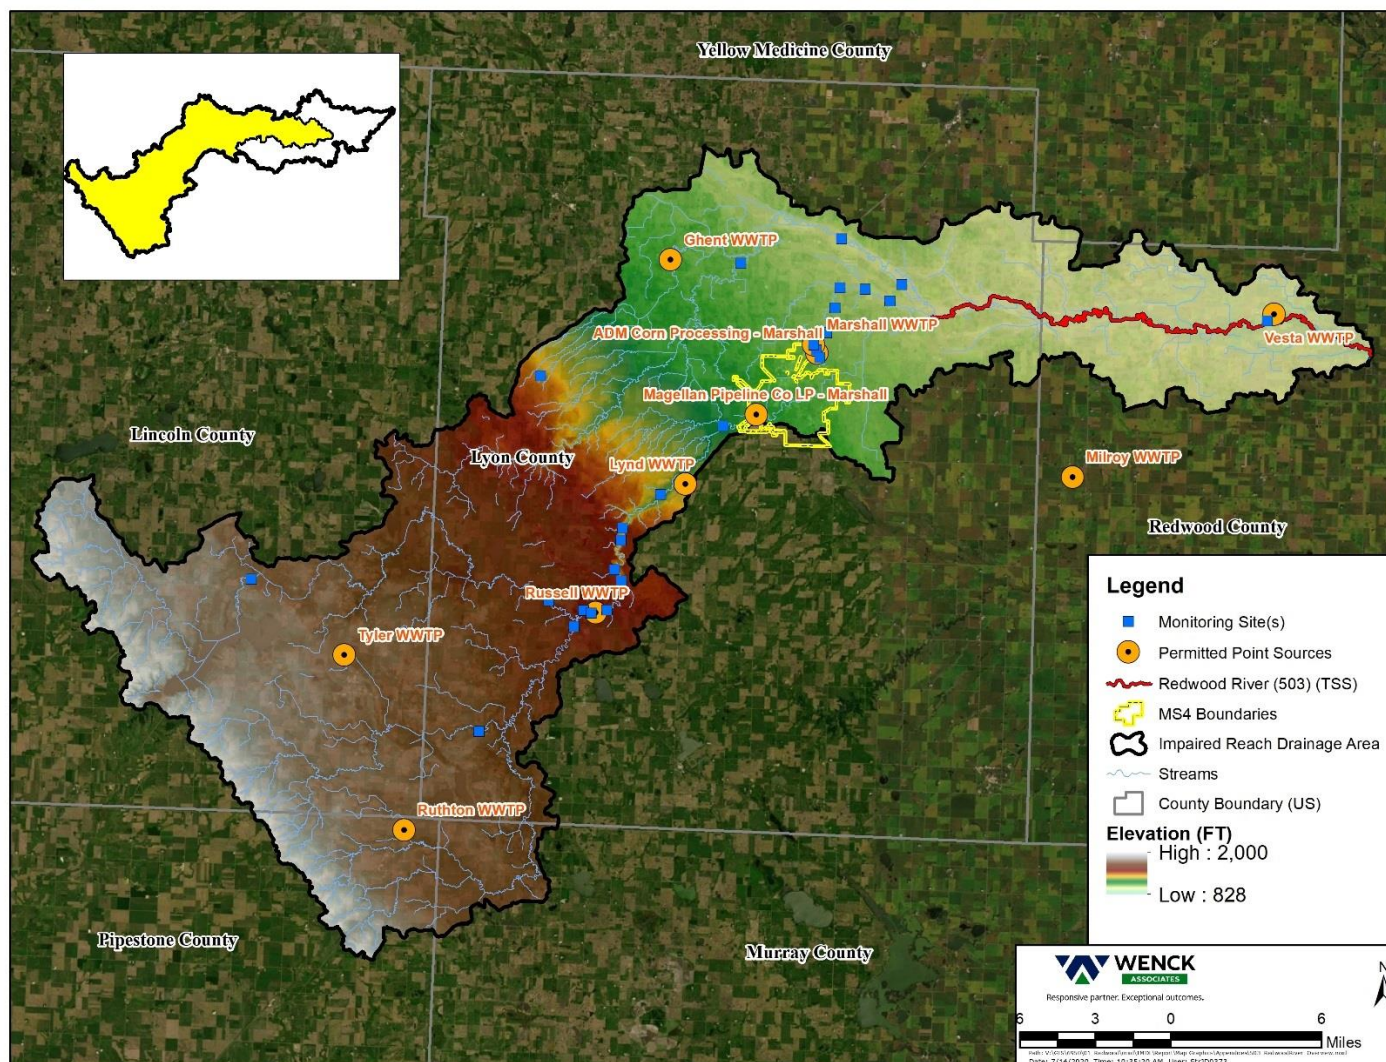 Yellow Medicine County
Ghent WWTP
ADM Corn Processing - Marshall
Marshall WWTP
Vesta WWTP
Magellan Pipeline Co LP - Marshall
Lincoln County
Lyon County
Lynd WWTP
Milroy WWTP
Redwood County
Russell WWTP
Tyler WWTP
Ruthton WWTP
Pipestone County
Murray County
Legend
Monitoring Site(s)
Permitted Point Sources
Redwood River (503) (TSS)
MS4 Boundaries
Impaired Reach Drainage Area
Streams
County Boundary (US)
Elevation (FT)
High : 2,000
Low : 828
WENCK
ASSOCIATES
Responsive partner. Exceptional outcomes.
N
6 3 0 6
Miles